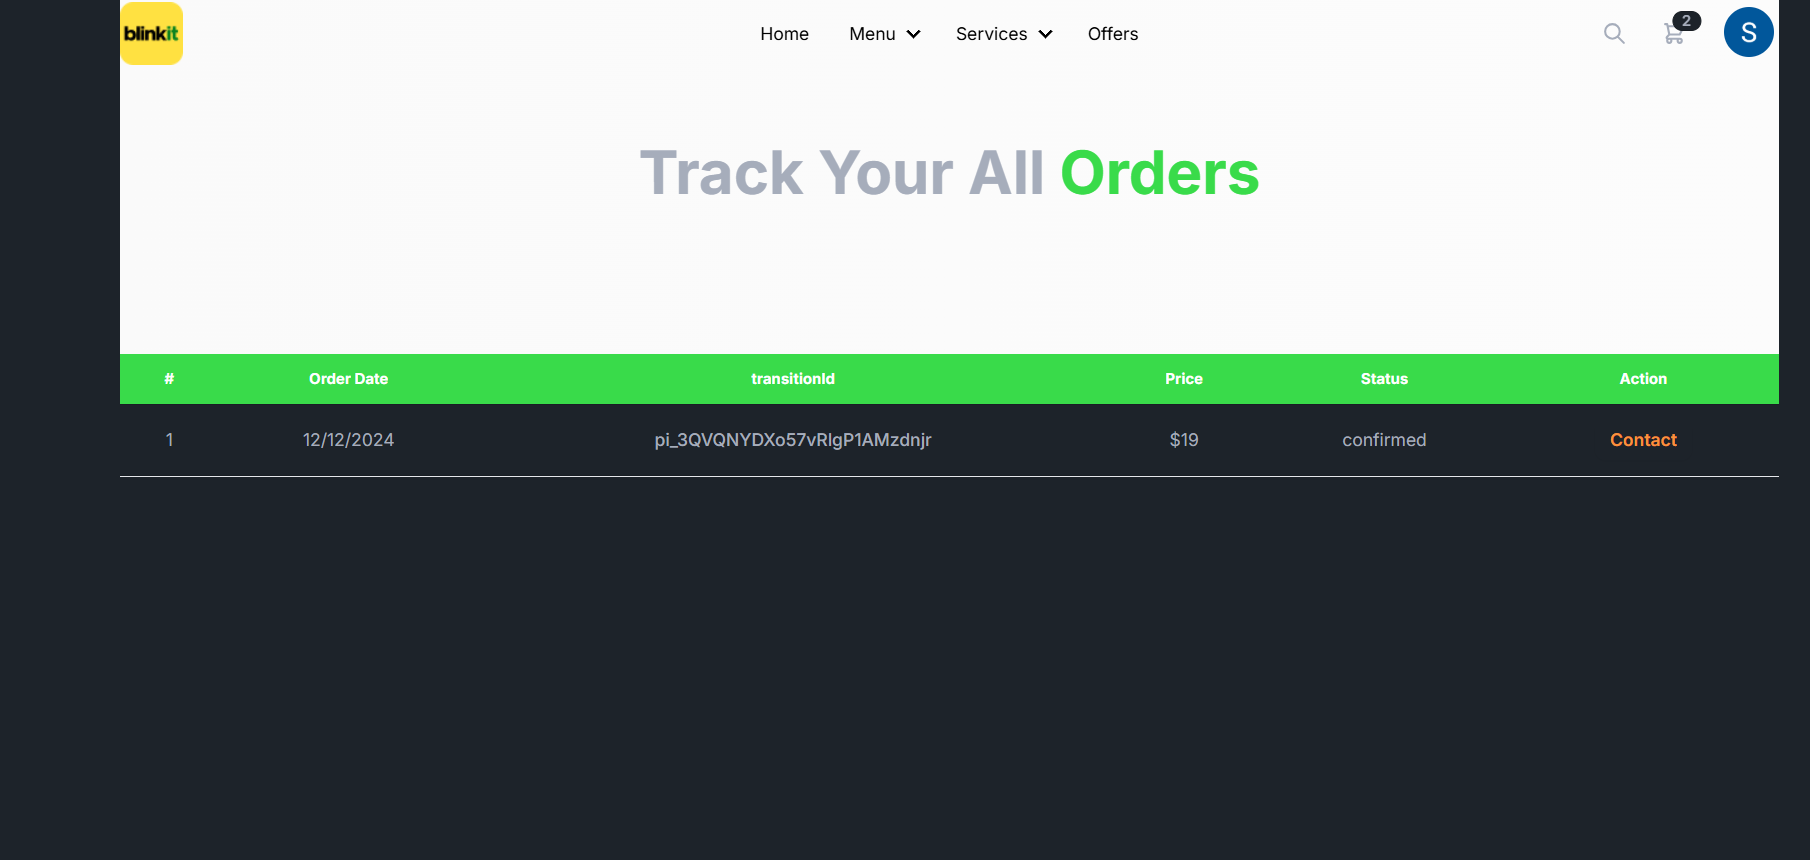 blinkit
Home Menu Services Offers
2
S
Track Your All Orders
# Order Date transitionId Price Status Action
1 12/12/2024 pi_3QVQNYDXo57vRlgP1AMzdnjr $19 confirmed Contact